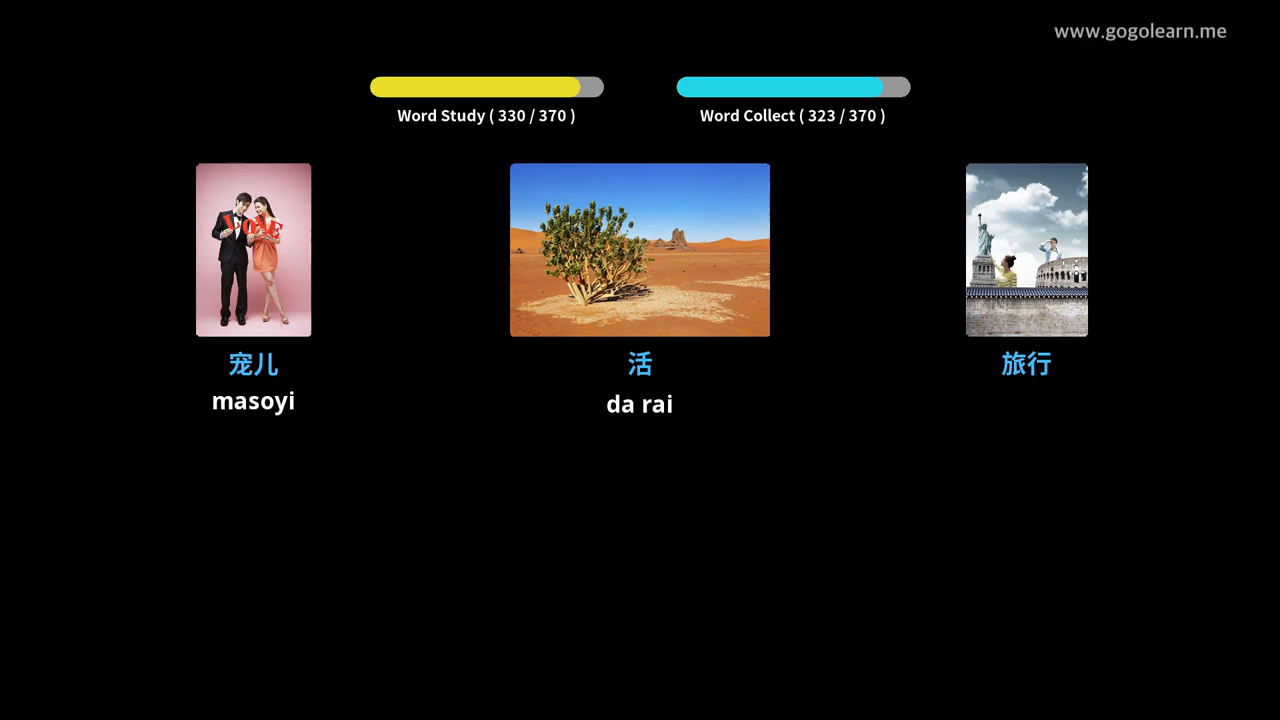 www.gogolearn.me
Word Study ( 330 / 370 )
Word Collect ( 323 / 370 )
宠儿
活
旅行
masoyi
da rai